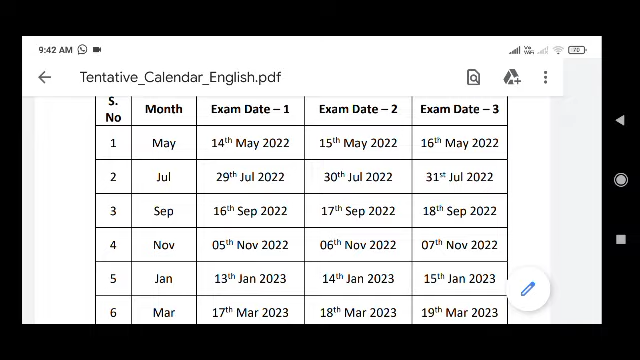 9:42 AM
Vo WiFi
70
Tentative_Calendar_English.pdf
S. No Month Exam Date – 1 Exam Date – 2 Exam Date – 3
1 May 14th May 2022 15th May 2022 16th May 2022
2 Jul 29th Jul 2022 30th Jul 2022 31st Jul 2022
3 Sep 16th Sep 2022 17th Sep 2022 18th Sep 2022
4 Nov 05th Nov 2022 06th Nov 2022 07th Nov 2022
5 Jan 13th Jan 2023 14th Jan 2023 15th Jan 2023
6 Mar 17th Mar 2023 18th Mar 2023 19th Mar 2023